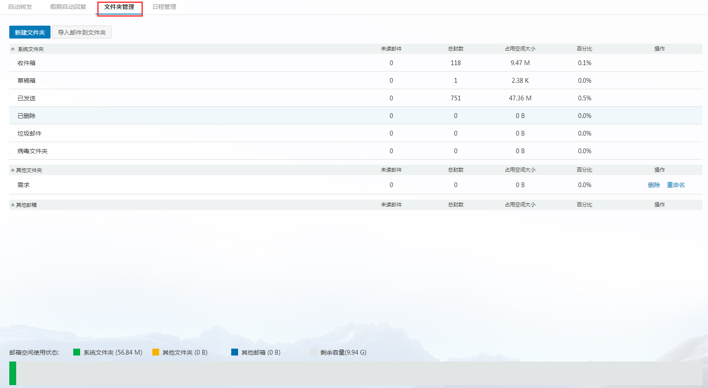 自动转发 假期自动回复 文件夹管理 日程管理
新建文件夹 导入邮件到文件夹
系统文件夹 未读邮件 总封数 占用空间大小 百分比 操作
收件箱 0 118 9.47 M 0.1%
草稿箱 0 1 2.38 K 0.0%
已发送 0 751 47.36 M 0.5%
已删除 0 0 0 B 0.0%
垃圾邮件 0 0 0 B 0.0%
病毒文件夹 0 0 0 B 0.0%
其他文件夹 未读邮件 总封数 占用空间大小 百分比 操作
需求 0 0 0 B 0.0% 删除 重命名
其他邮箱 未读邮件 总封数 占用空间大小 百分比 操作
邮箱空间使用状态: 系统文件夹 (56.84 M) 其他文件夹 (0 B) 其他邮箱 (0 B) 剩余容量(9.94 G)